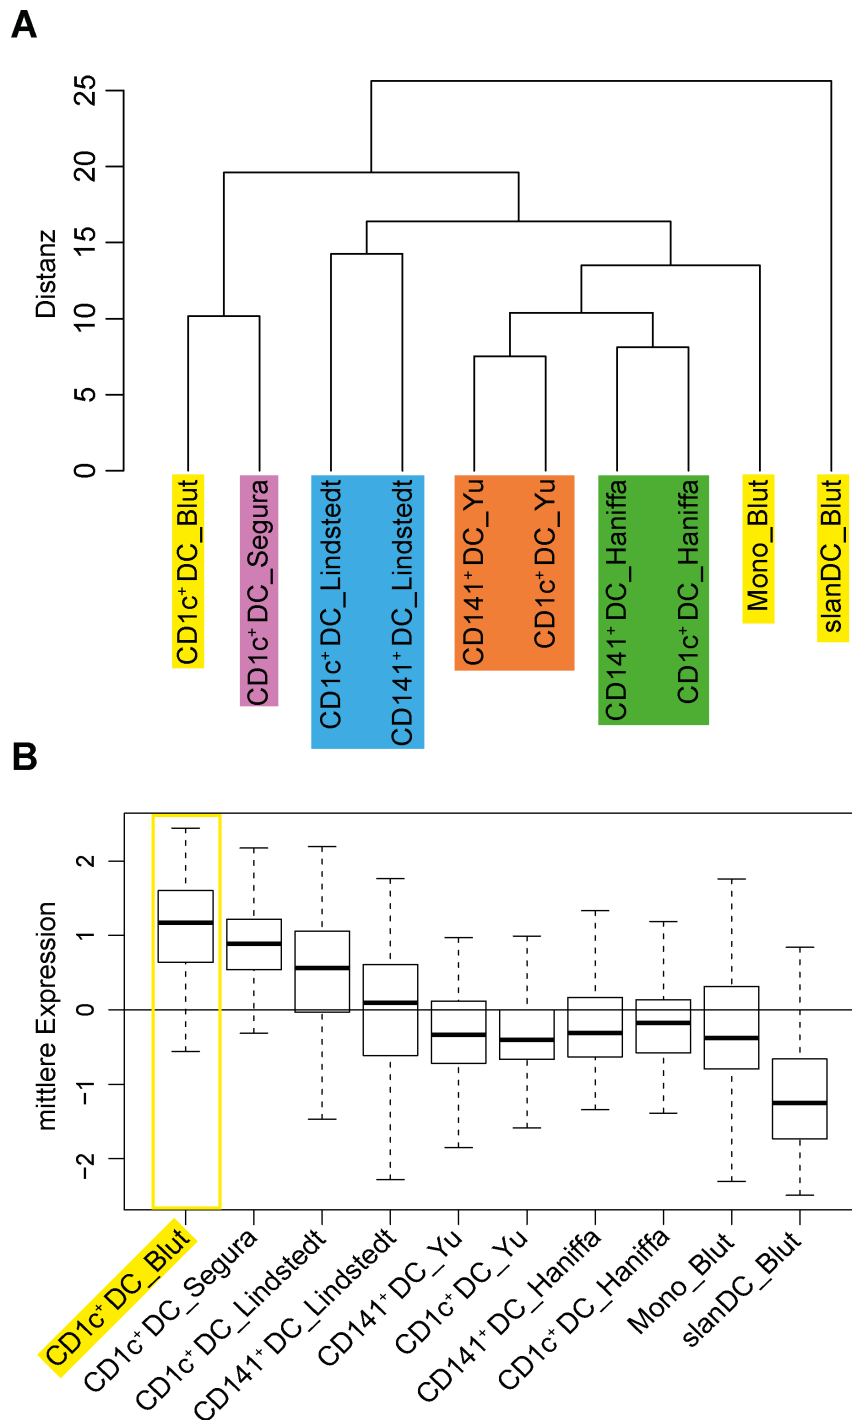 A
Distanz
25
20
15
10
5
0
CD1c⁺ DC_Blut
CD1c⁺ DC_Segura
CD1c⁺ DC_Lindstedt
CD141⁺ DC_Lindstedt
CD141⁺ DC_Yu
CD1c⁺ DC_Yu
CD141⁺ DC_Haniffa
CD1c⁺ DC_Haniffa
Mono_Blut
slanDC_Blut
B
mittlere Expression
2
1
0
−1
−2
CD1c⁺ DC_Blut
CD1c⁺ DC_Segura
CD1c⁺ DC_Lindstedt
CD141⁺ DC_Lindstedt
CD141⁺ DC_Yu
CD1c⁺ DC_Yu
CD141⁺ DC_Haniffa
CD1c⁺ DC_Haniffa
Mono_Blut
slanDC_Blut